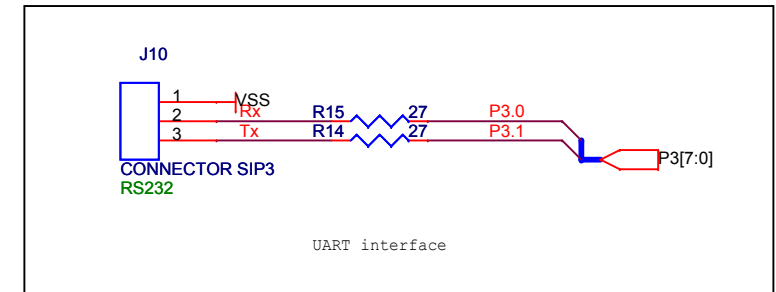 J10
1 VSS
2 Rx R15 27 P3.0
3 Tx R14 27 P3.1
P3[7:0]
CONNECTOR SIP3
RS232
UART interface